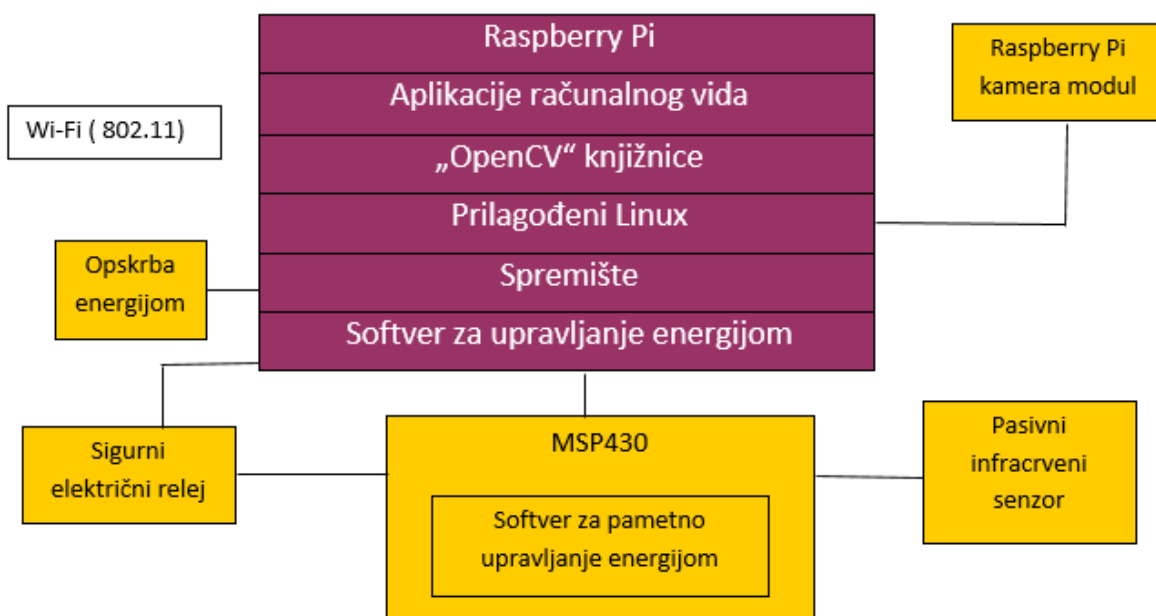 Raspberry Pi
Aplikacije računalnog vida
„OpenCV“ knjižnice
Prilagođeni Linux
Spremište
Softver za upravljanje energijom
Raspberry Pi
kamera modul
Wi-Fi ( 802.11)
Opskrba
energijom
Sigurni
električni relej
MSP430
Softver za pametno
upravljanje energijom
Pasivni
infracrveni
senzor